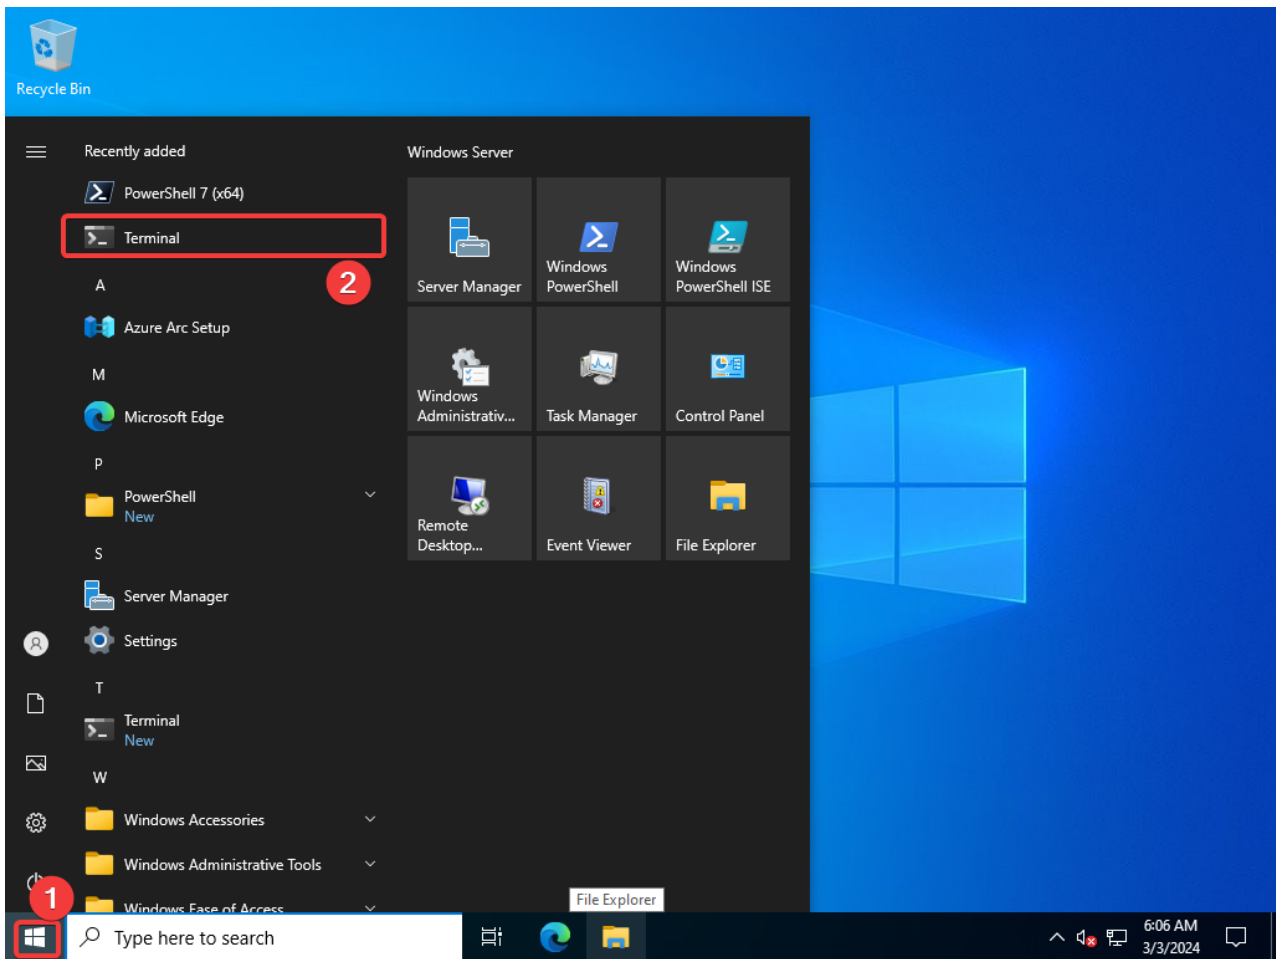 Recycle Bin
Recently added
PowerShell 7 (x64)
Terminal
2
A
Azure Arc Setup
M
Microsoft Edge
P
PowerShell
New
S
Server Manager
Settings
T
Terminal
New
W
Windows Accessories
Windows Administrative Tools
Windows Ease of Access
Windows Server
Server Manager
Windows
PowerShell
Windows
PowerShell ISE
Windows
Administrativ...
Task Manager
Control Panel
Remote
Desktop...
Event Viewer
File Explorer
File Explorer
1
Type here to search
6:06 AM
3/3/2024